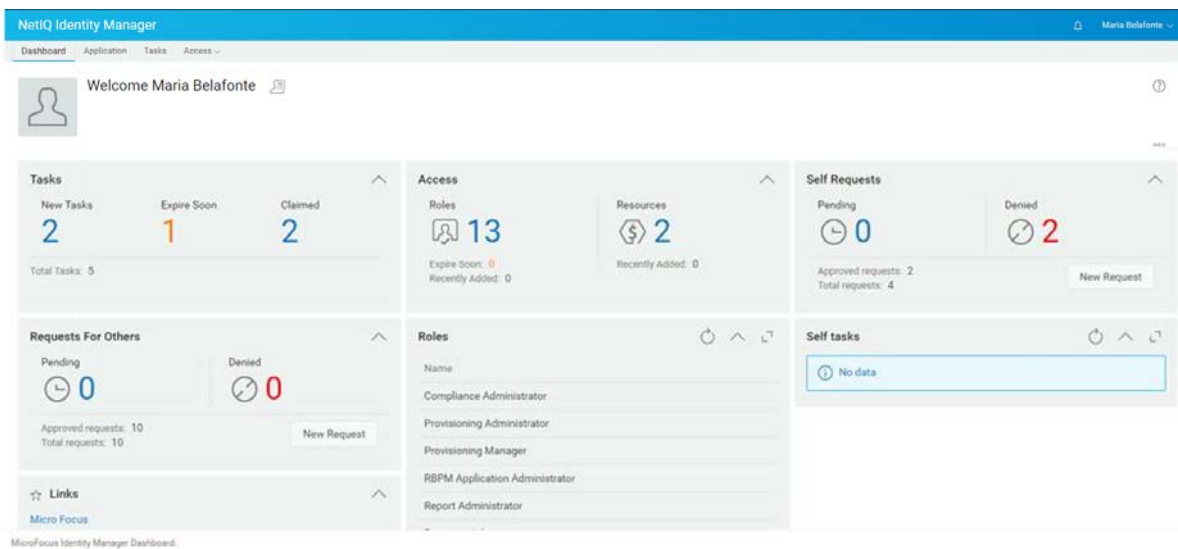 NetIQ Identity Manager
Maria Belafonte
Dashboard Application Tasks Access
Welcome Maria Belafonte
Tasks
New Tasks Expire Soon Claimed
2 1 2
Total Tasks: 5
Access
Roles Resources
13 2
Expire Soon: 0 Recently Added: 0
Recently Added: 0
Self Requests
Pending Denied
0 2
Approved requests: 2
Total requests: 4
New Request
Requests For Others
Pending Denied
0 0
Approved requests: 10
Total requests: 10
New Request
Roles
Name
Compliance Administrator
Provisioning Administrator
Provisioning Manager
RBPM Application Administrator
Report Administrator
Self tasks
No data
Links
Micro Focus
MicroFocus Identity Manager Dashboard.